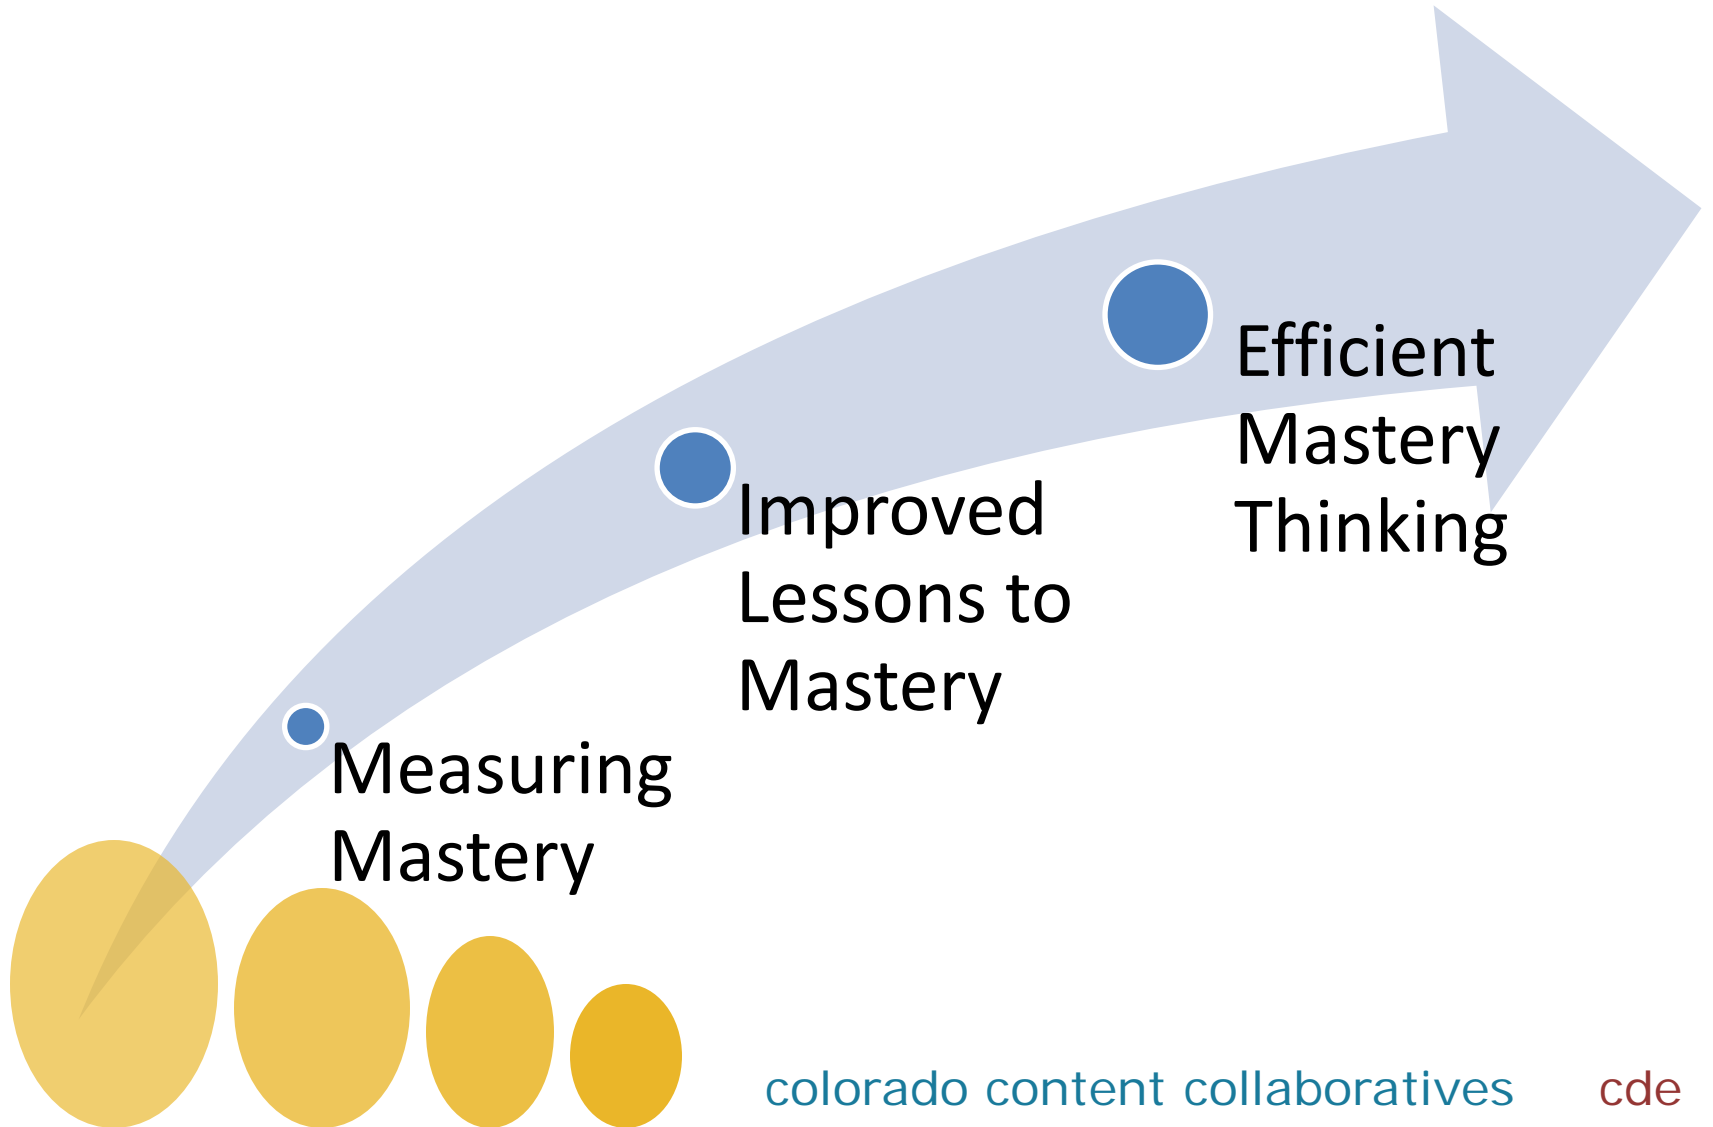 Measuring
Mastery
Improved
Lessons to
Mastery
Efficient
Mastery
Thinking
colorado content collaboratives cde